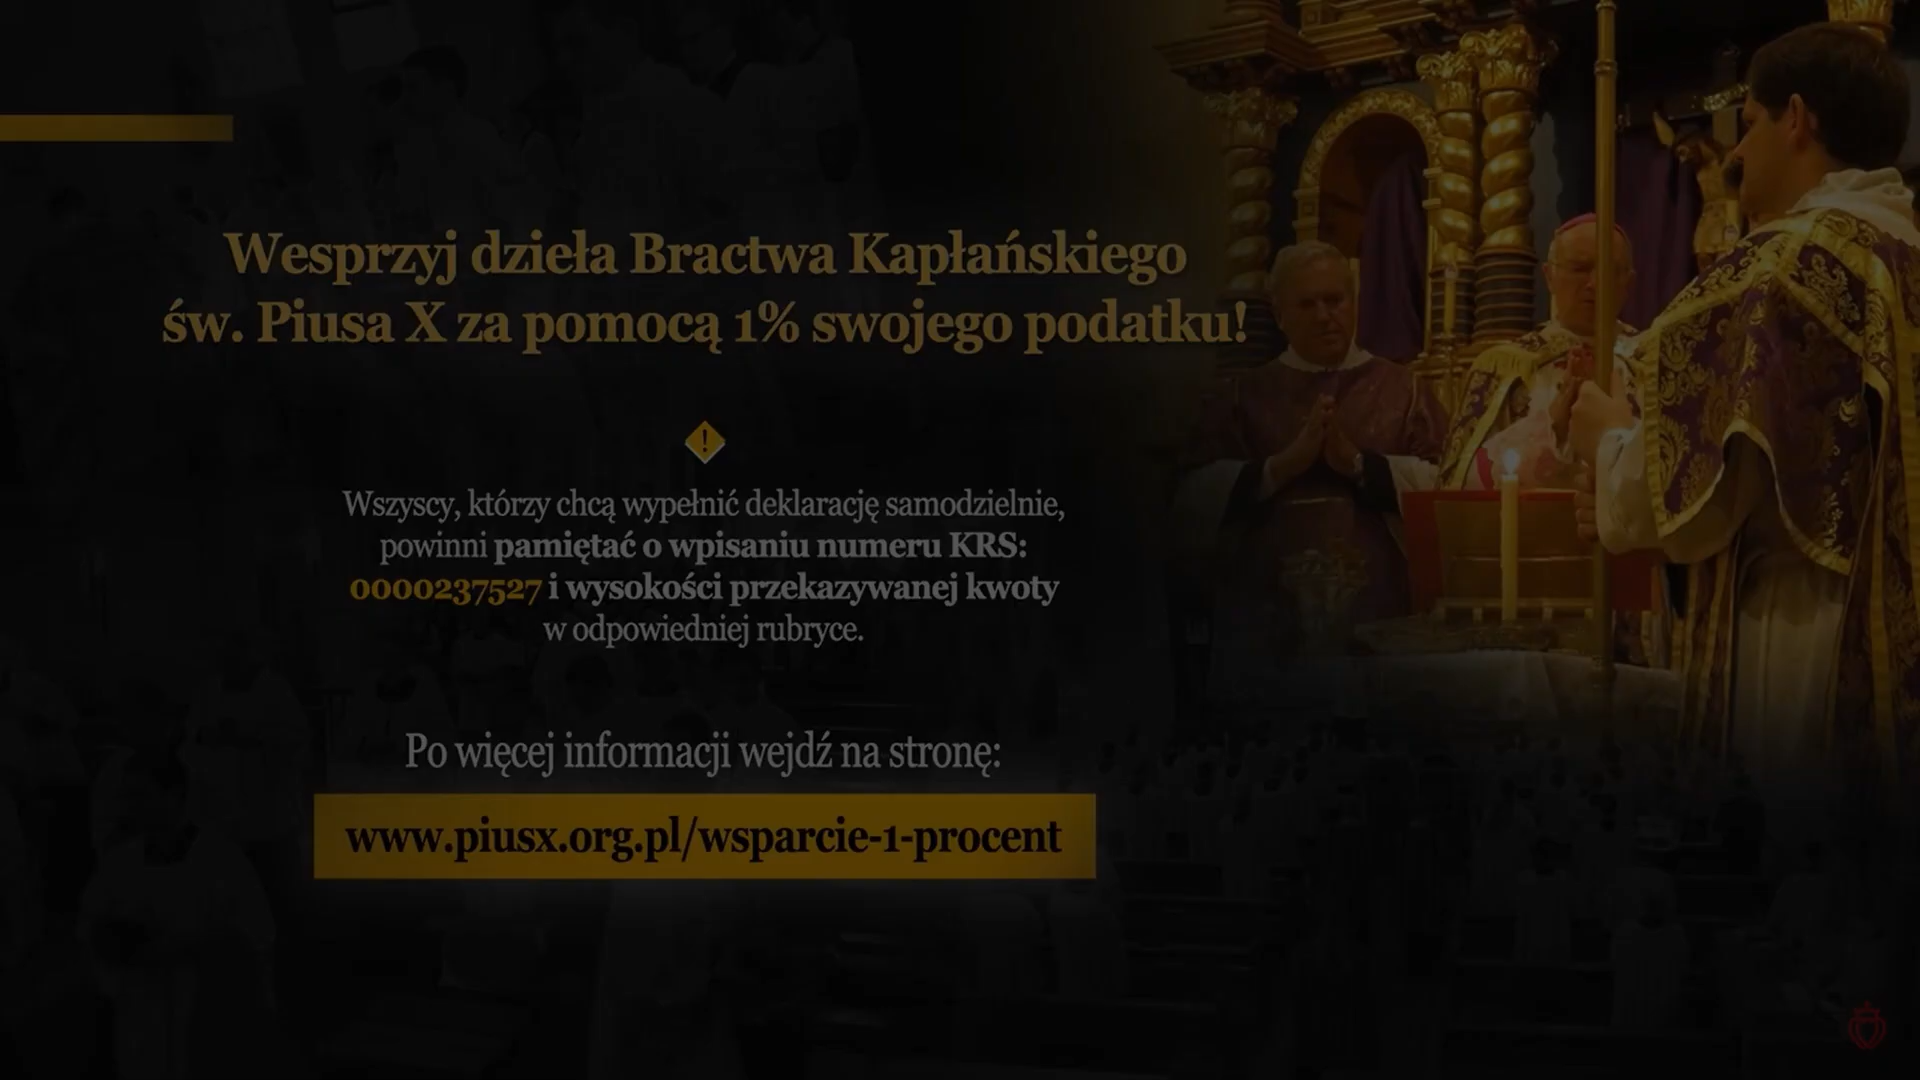 Wesprzyj dzieła Bractwa Kapłańskiego
św. Piusa X za pomocą 1% swojego podatku!
!
Wszyscy, którzy chcą wypełnić deklarację samodzielnie,
powinni pamiętać o wpisaniu numeru KRS:
0000237527 i wysokości przekazywanej kwoty
w odpowiedniej rubryce.
Po więcej informacji wejdź na stronę:
www.piusx.org.pl/wsparcie-1-procent